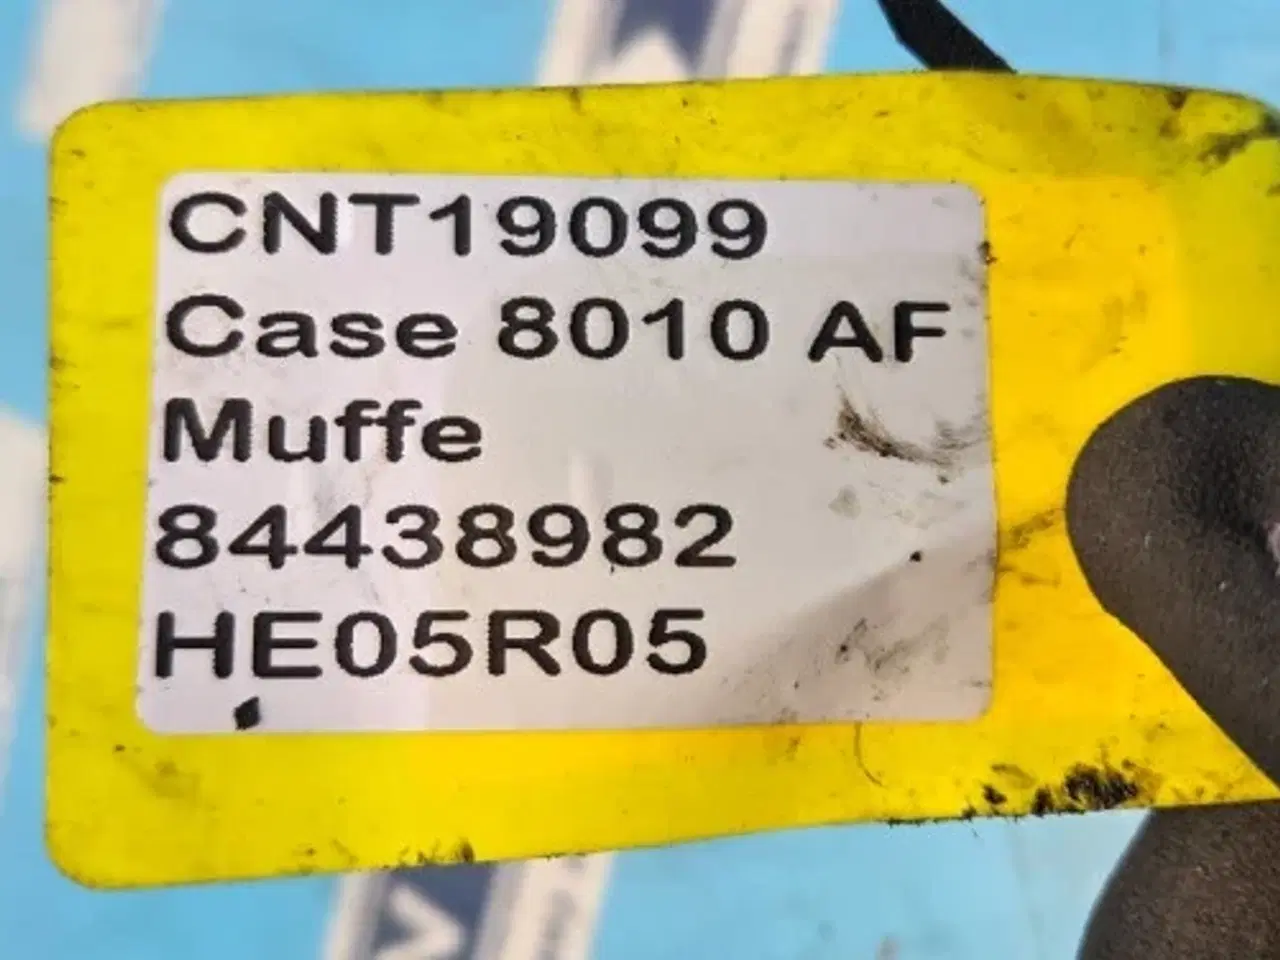 CNT19099
Case 8010 AF
Muffe
84438982
HE05R05